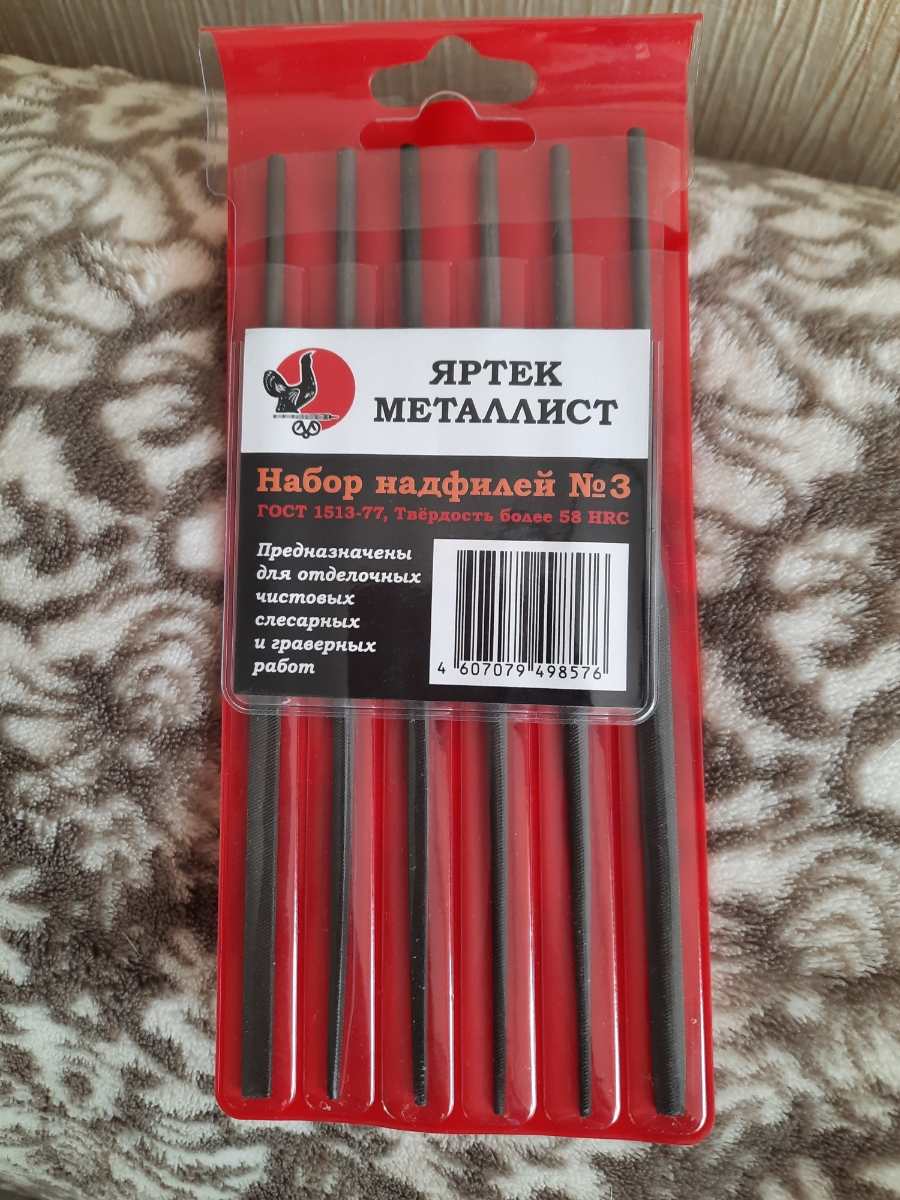 ЯРТЕК
МЕТАЛЛИСТ
Набор надфилей №3
ГОСТ 1513-77, Твёрдость более 58 HRC
Предназначены
для отделочных
чистовых
слесарных
и граверных
работ
4 607079 498576